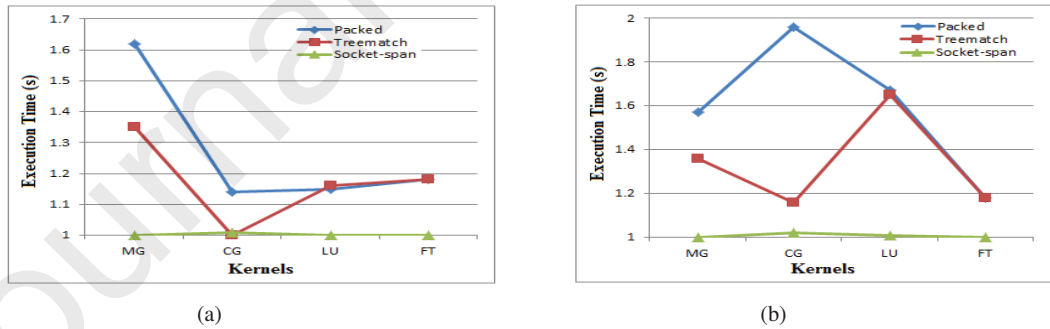 1.7
1.6
1.5
1.4
1.3
1.2
1.1
1
Execution Time (s)
Packed
Treematch
Socket-span
MG CG LU FT
Kernels
(a)
2
1.8
1.6
1.4
1.2
1
Execution Time (s)
Packed
Treematch
Socket-span
MG CG LU FT
Kernels
(b)